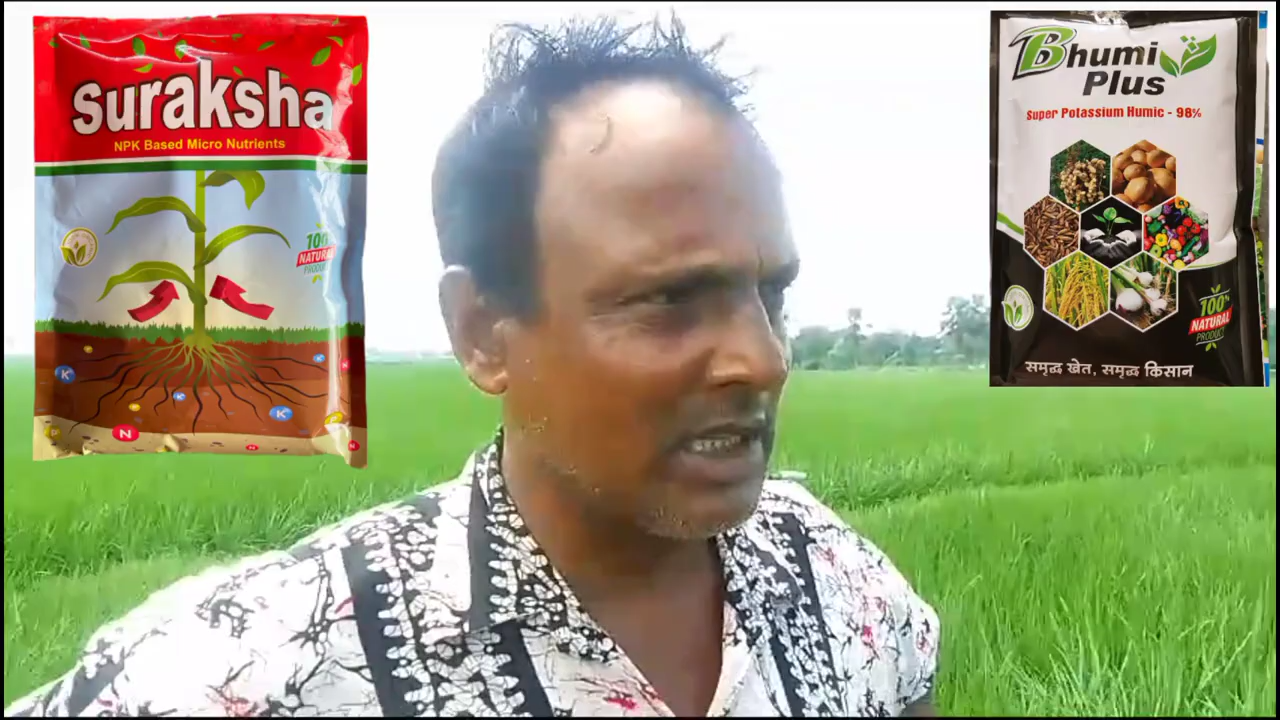 Suraksha
NPK Based Micro Nutrients
100%
NATURAL
PRODUCT
K
K
K
N
N
Bhumi
Plus
Super Potassium Humic - 98%
100%
NATURAL
PRODUCT
समृद्ध खेत, समृद्ध किसान